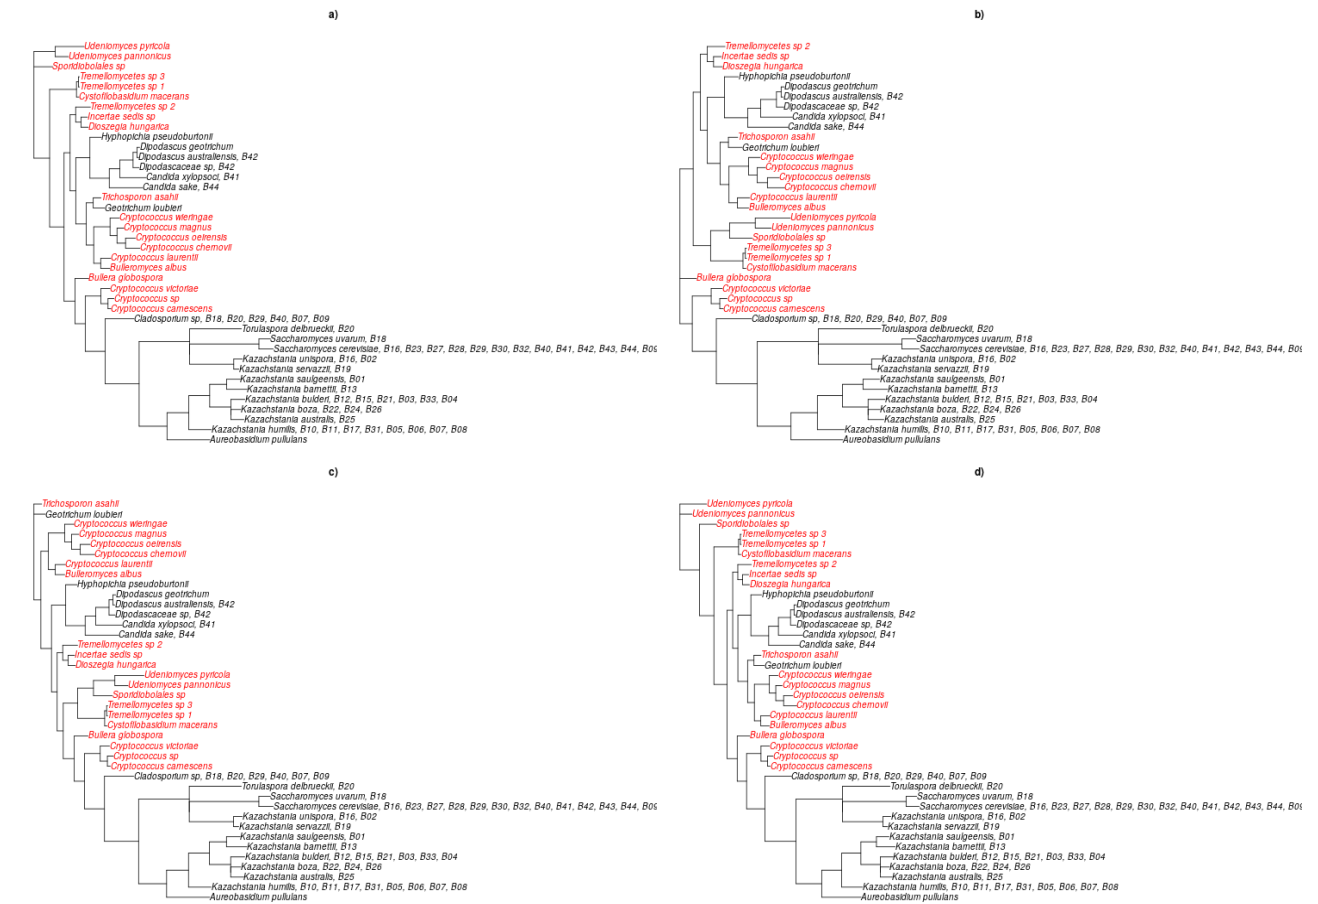 a)
Udeniomyces pyricola
Udeniomyces pannonicus
Sporidiobolales sp
Tremellomycetes sp 3
Tremellomycetes sp 1
Cystofilobasidium macerans
Tremellomycetes sp 2
Incertae sedis sp
Dioszegia hungarica
Hyphopichia pseudoburtonii
Dipodascus geotrichum
Dipodascus australiensis, B42
Dipodascaceae sp, B42
Candida xylopsoci, B41
Candida sake, B44
Trichosporon asahii
Geotrichum loubieri
Cryptococcus wieringae
Cryptococcus magnus
Cryptococcus oeirensis
Cryptococcus chernovii
Cryptococcus laurentii
Bulleromyces albus
Bullera globospora
Cryptococcus victoriae
Cryptococcus sp
Cryptococcus carnescens
Cladosporium sp, B18, B20, B29, B40, B07, B09
Torulaspora delbrueckii, B20
Saccharomyces uvarum, B18
Saccharomyces cerevisiae, B16, B23, B27, B28, B29, B30, B32, B40, B41, B42, B43, B44, B09
Kazachstania unispora, B16, B02
Kazachstania servazzii, B19
Kazachstania saulgeensis, B01
Kazachstania barnettii, B13
Kazachstania bulderi, B12, B15, B21, B03, B33, B04
Kazachstania boza, B22, B24, B26
Kazachstania australis, B25
Kazachstania humilis, B10, B11, B17, B31, B05, B06, B07, B08
Aureobasidium pullulans
b)
Tremellomycetes sp 2
Incertae sedis sp
Dioszegia hungarica
Hyphopichia pseudoburtonii
Dipodascus geotrichum
Dipodascus australiensis, B42
Dipodascaceae sp, B42
Candida xylopsoci, B41
Candida sake, B44
Trichosporon asahii
Geotrichum loubieri
Cryptococcus wieringae
Cryptococcus magnus
Cryptococcus oeirensis
Cryptococcus chernovii
Cryptococcus laurentii
Bulleromyces albus
Udeniomyces pyricola
Udeniomyces pannonicus
Sporidiobolales sp
Tremellomycetes sp 3
Tremellomycetes sp 1
Cystofilobasidium macerans
Bullera globospora
Cryptococcus victoriae
Cryptococcus sp
Cryptococcus carnescens
Cladosporium sp, B18, B20, B29, B40, B07, B09
Torulaspora delbrueckii, B20
Saccharomyces uvarum, B18
Saccharomyces cerevisiae, B16, B23, B27, B28, B29, B30, B32, B40, B41, B42, B43, B44, B09
Kazachstania unispora, B16, B02
Kazachstania servazzii, B19
Kazachstania saulgeensis, B01
Kazachstania barnettii, B13
Kazachstania bulderi, B12, B15, B21, B03, B33, B04
Kazachstania boza, B22, B24, B26
Kazachstania australis, B25
Kazachstania humilis, B10, B11, B17, B31, B05, B06, B07, B08
Aureobasidium pullulans
c)
Trichosporon asahii
Geotrichum loubieri
Cryptococcus wieringae
Cryptococcus magnus
Cryptococcus oeirensis
Cryptococcus chernovii
Cryptococcus laurentii
Bulleromyces albus
Hyphopichia pseudoburtonii
Dipodascus geotrichum
Dipodascus australiensis, B42
Dipodascaceae sp, B42
Candida xylopsoci, B41
Candida sake, B44
Tremellomycetes sp 2
Incertae sedis sp
Dioszegia hungarica
Udeniomyces pyricola
Udeniomyces pannonicus
Sporidiobolales sp
Tremellomycetes sp 3
Tremellomycetes sp 1
Cystofilobasidium macerans
Bullera globospora
Cryptococcus victoriae
Cryptococcus sp
Cryptococcus carnescens
Cladosporium sp, B18, B20, B29, B40, B07, B09
Torulaspora delbrueckii, B20
Saccharomyces uvarum, B18
Saccharomyces cerevisiae, B16, B23, B27, B28, B29, B30, B32, B40, B41, B42, B43, B44, B09
Kazachstania unispora, B16, B02
Kazachstania servazzii, B19
Kazachstania saulgeensis, B01
Kazachstania barnettii, B13
Kazachstania bulderi, B12, B15, B21, B03, B33, B04
Kazachstania boza, B22, B24, B26
Kazachstania australis, B25
Kazachstania humilis, B10, B11, B17, B31, B05, B06, B07, B08
Aureobasidium pullulans
d)
Udeniomyces pyricola
Udeniomyces pannonicus
Sporidiobolales sp
Tremellomycetes sp 3
Tremellomycetes sp 1
Cystofilobasidium macerans
Tremellomycetes sp 2
Incertae sedis sp
Dioszegia hungarica
Hyphopichia pseudoburtonii
Dipodascus geotrichum
Dipodascus australiensis, B42
Dipodascaceae sp, B42
Candida xylopsoci, B41
Candida sake, B44
Trichosporon asahii
Geotrichum loubieri
Cryptococcus wieringae
Cryptococcus magnus
Cryptococcus oeirensis
Cryptococcus chernovii
Cryptococcus laurentii
Bulleromyces albus
Bullera globospora
Cryptococcus victoriae
Cryptococcus sp
Cryptococcus carnescens
Cladosporium sp, B18, B20, B29, B40, B07, B09
Torulaspora delbrueckii, B20
Saccharomyces uvarum, B18
Saccharomyces cerevisiae, B16, B23, B27, B28, B29, B30, B32, B40, B41, B42, B43, B44, B09
Kazachstania unispora, B16, B02
Kazachstania servazzii, B19
Kazachstania saulgeensis, B01
Kazachstania barnettii, B13
Kazachstania bulderi, B12, B15, B21, B03, B33, B04
Kazachstania boza, B22, B24, B26
Kazachstania australis, B25
Kazachstania humilis, B10, B11, B17, B31, B05, B06, B07, B08
Aureobasidium pullulans